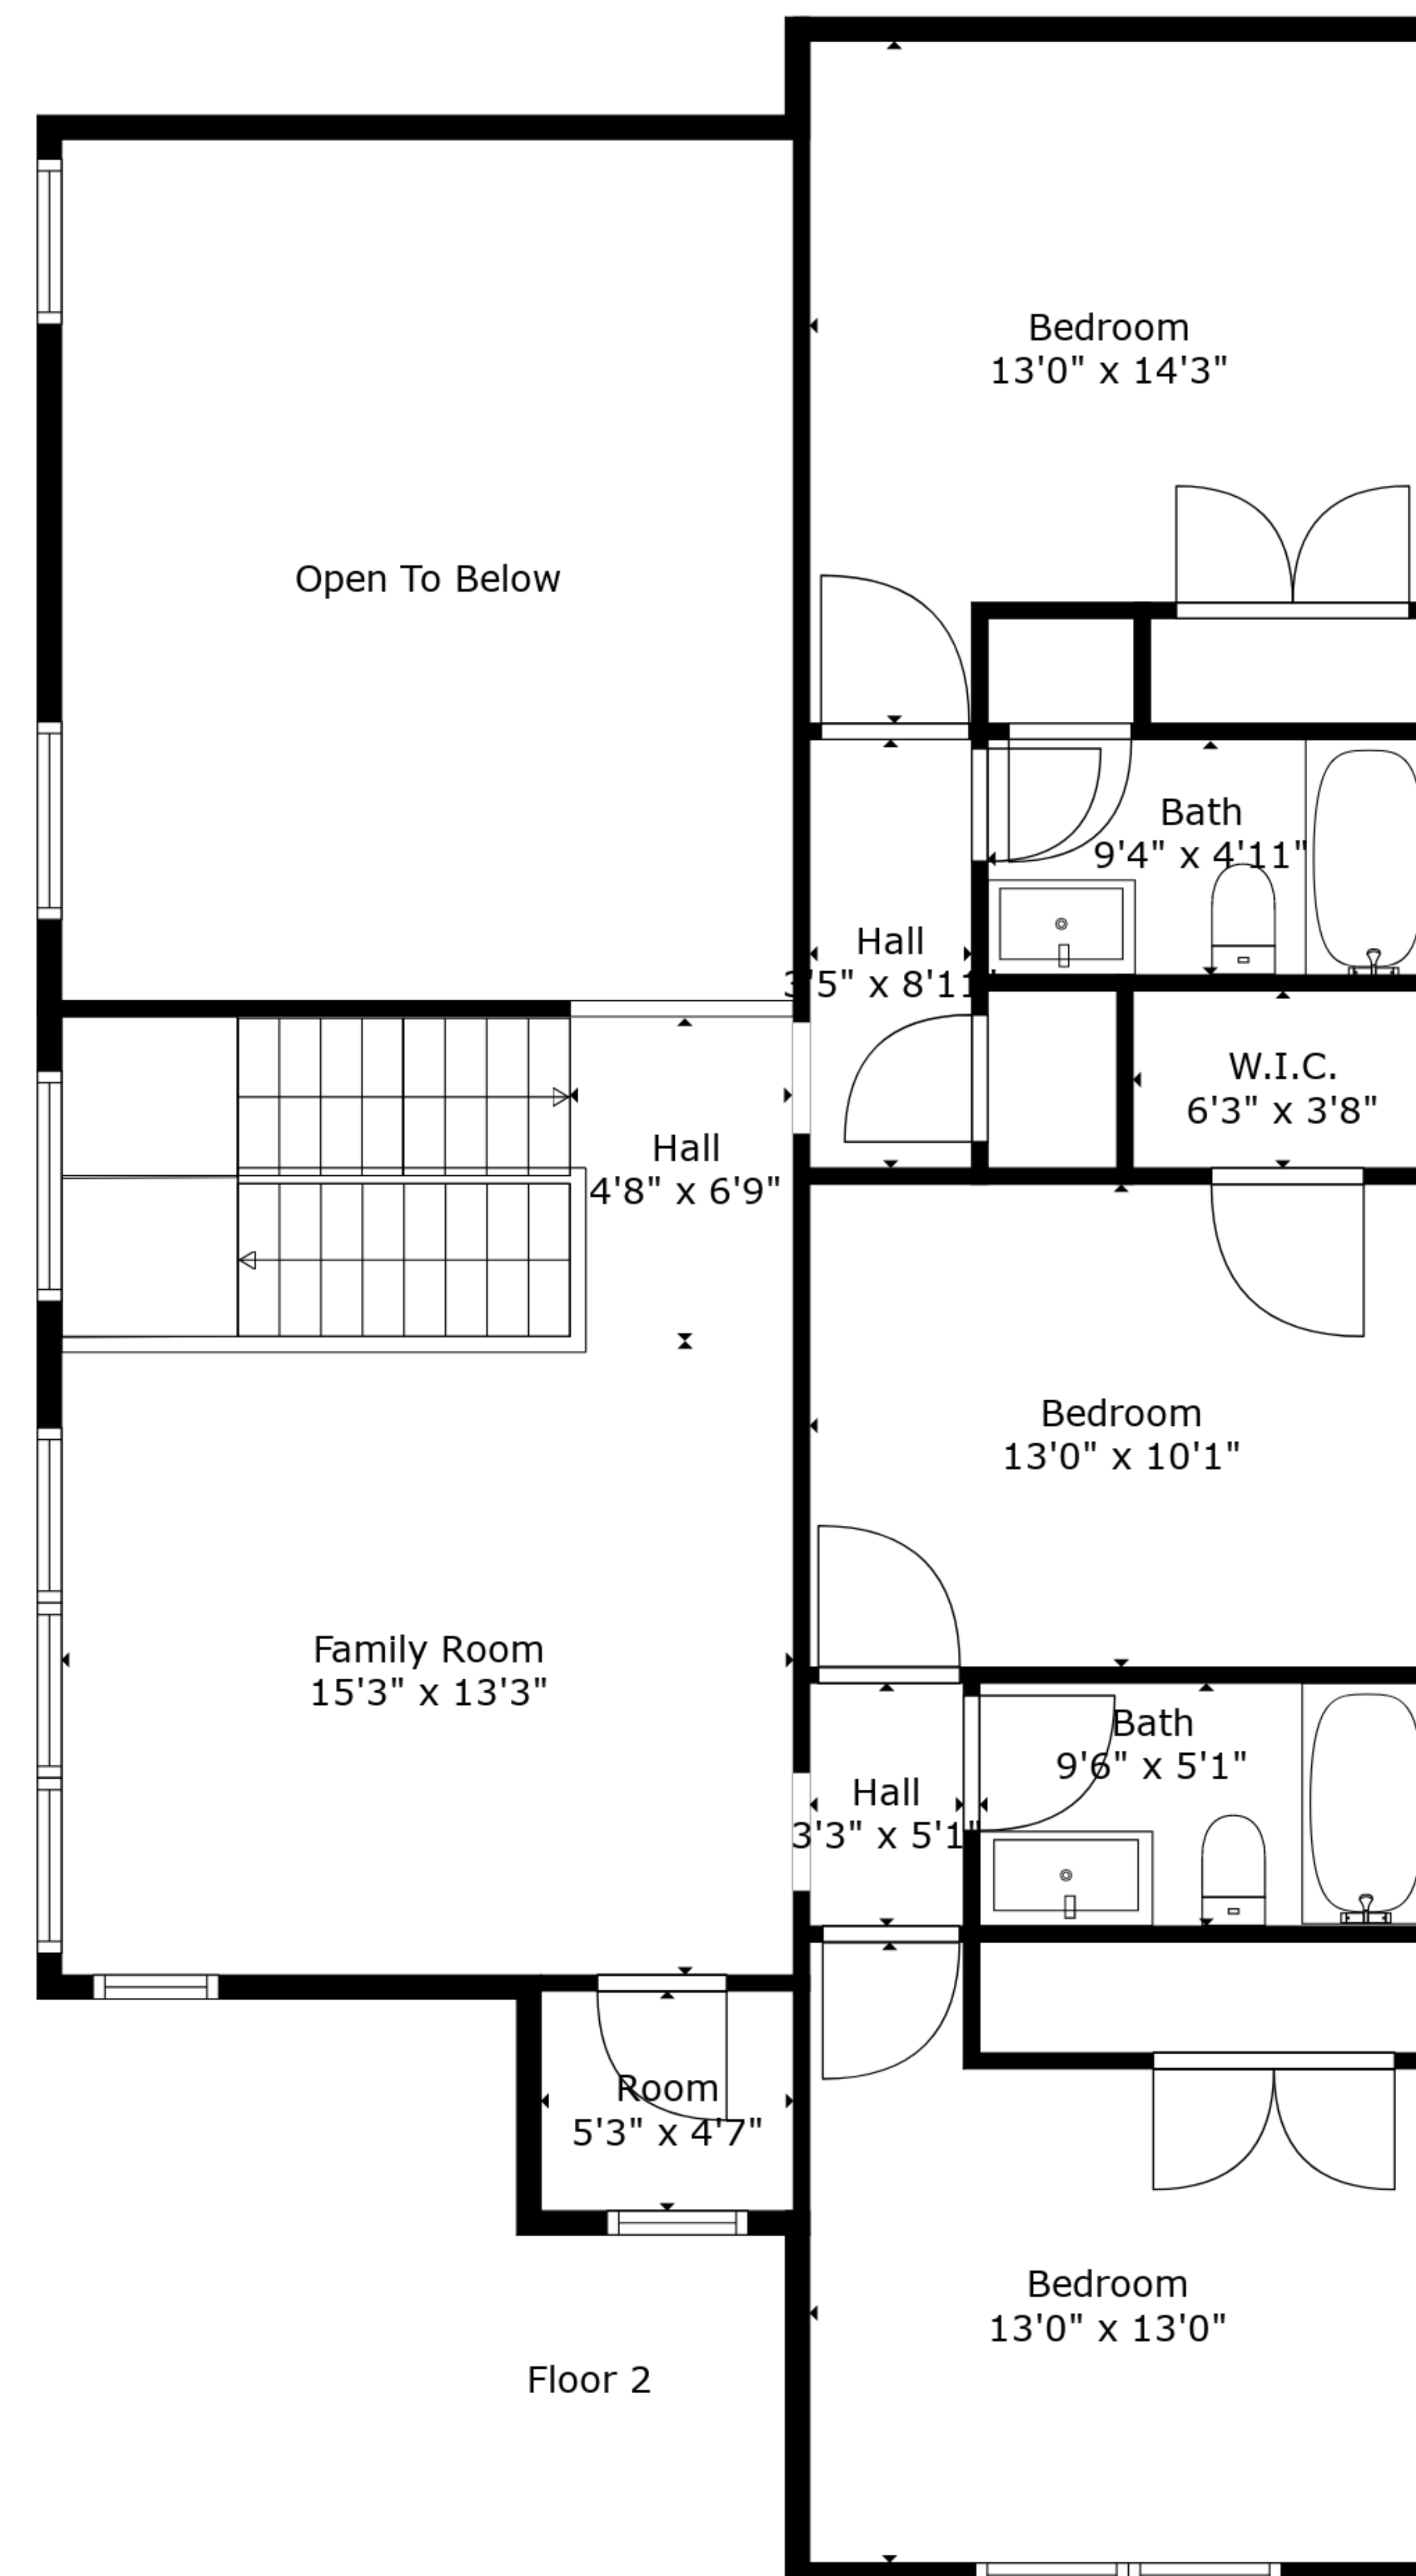 Bedroom
13'0" x 14'3"
Open To Below
Bath
9'4" x 4'11"
Hall
3'5" x 8'11"
W.I.C.
6'3" x 3'8"
Hall
4'8" x 6'9"
Bedroom
13'0" x 10'1"
Family Room
15'3" x 13'3"
Bath
9'6" x 5'1"
Hall
3'3" x 5'1"
Room
5'3" x 4'7"
Bedroom
13'0" x 13'0"
Floor 2